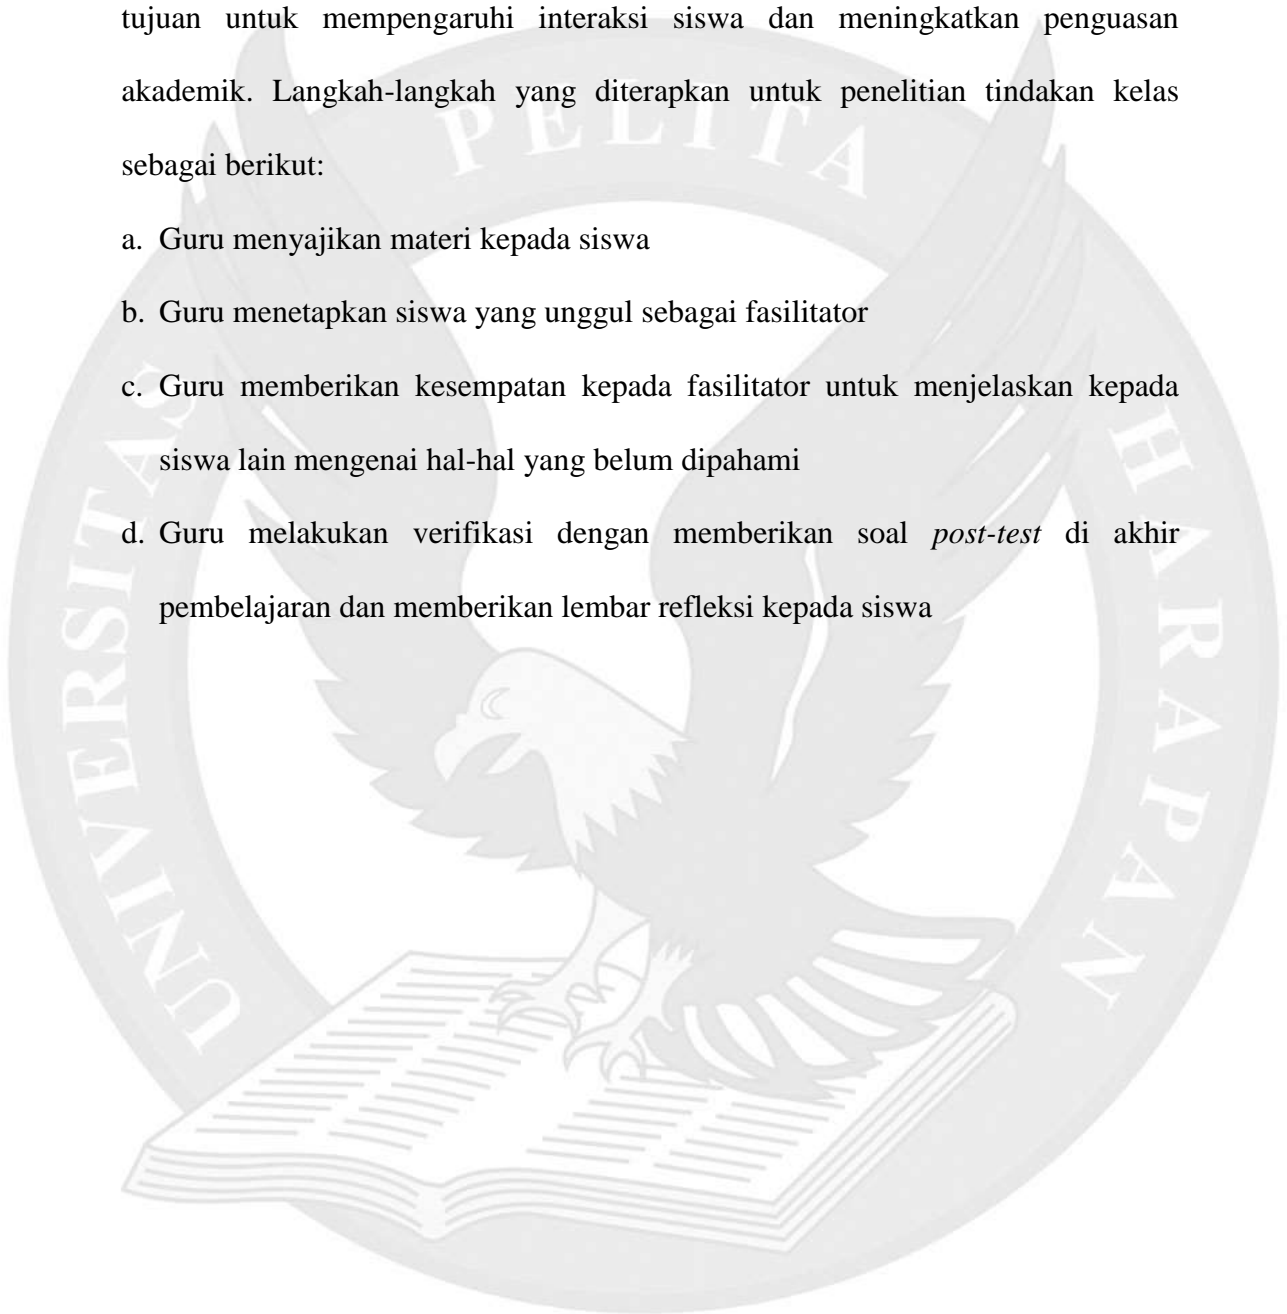 tujuan untuk mempengaruhi interaksi siswa dan meningkatkan penguasan
akademik. Langkah-langkah yang diterapkan untuk penelitian tindakan kelas
sebagai berikut:
a. Guru menyajikan materi kepada siswa
b. Guru menetapkan siswa yang unggul sebagai fasilitator
c. Guru memberikan kesempatan kepada fasilitator untuk menjelaskan kepada
siswa lain mengenai hal-hal yang belum dipahami
d. Guru melakukan verifikasi dengan memberikan soal post-test di akhir
pembelajaran dan memberikan lembar refleksi kepada siswa
UNIVERSITAS PELITA HARAPAN